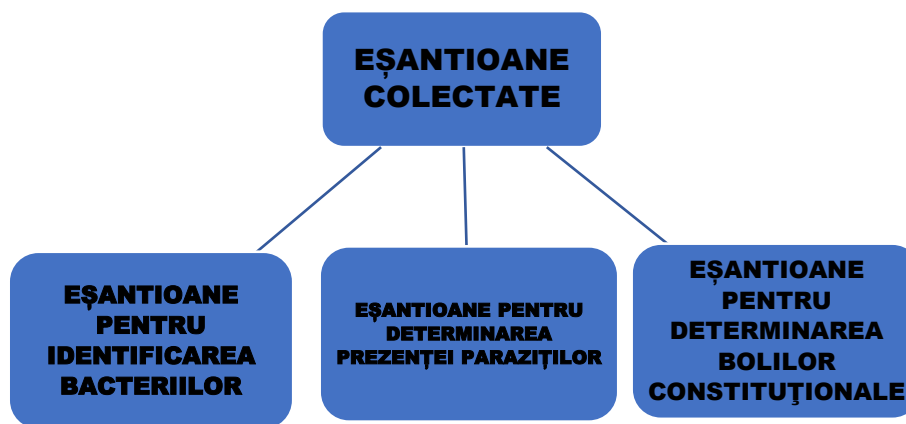 EȘANTIOANE
COLECTATE
EȘANTIOANE
PENTRU
IDENTIFICAREA
BACTERIILOR
EȘANTIOANE PENTRU
DETERMINAREA
PREZENȚEI PARAZIȚILOR
EȘANTIOANE
PENTRU
DETERMINAREA
BOLILOR
CONSTITUŢIONALE